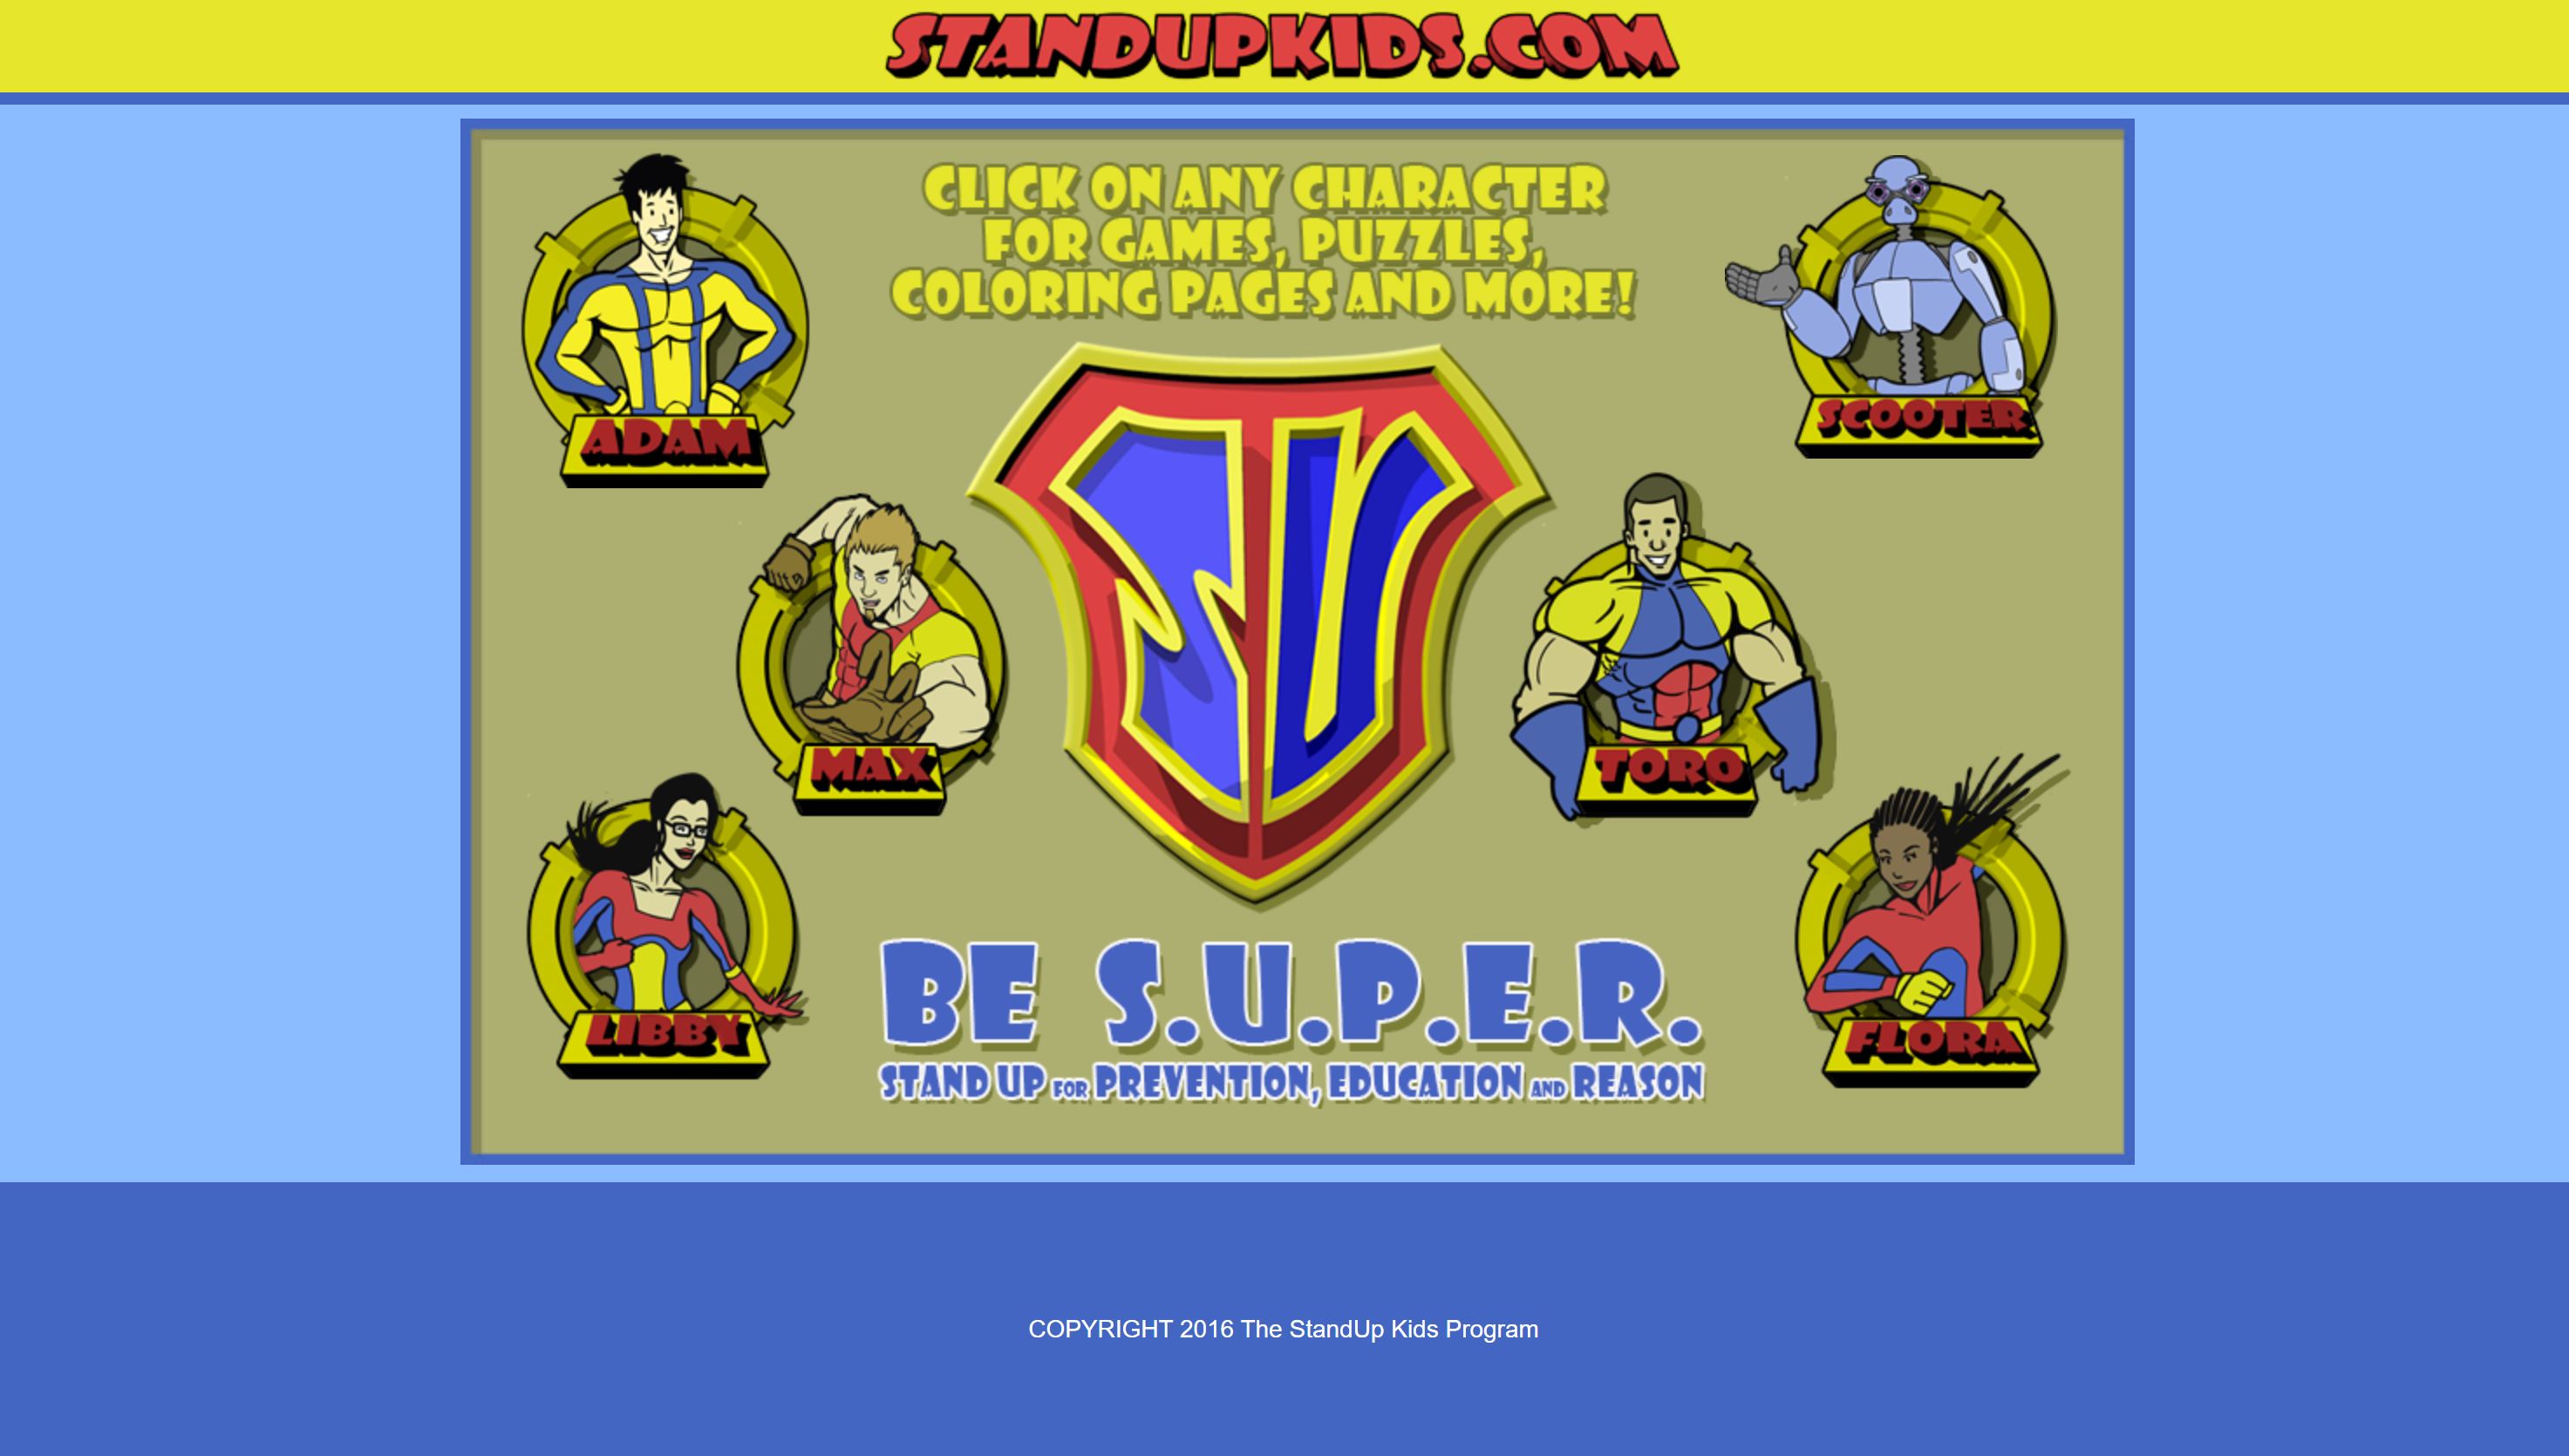 STANDUPKIDS.COM
CLICK ON ANY CHARACTER
FOR GAMES, PUZZLES,
COLORING PAGES AND MORE!
ADAM
SCOOTER
SU
MAX
TORO
LIBBY
FLORA
BE S.U.P.E.R.
STAND UP FOR PREVENTION, EDUCATION AND REASON
COPYRIGHT 2016 The StandUp Kids Program